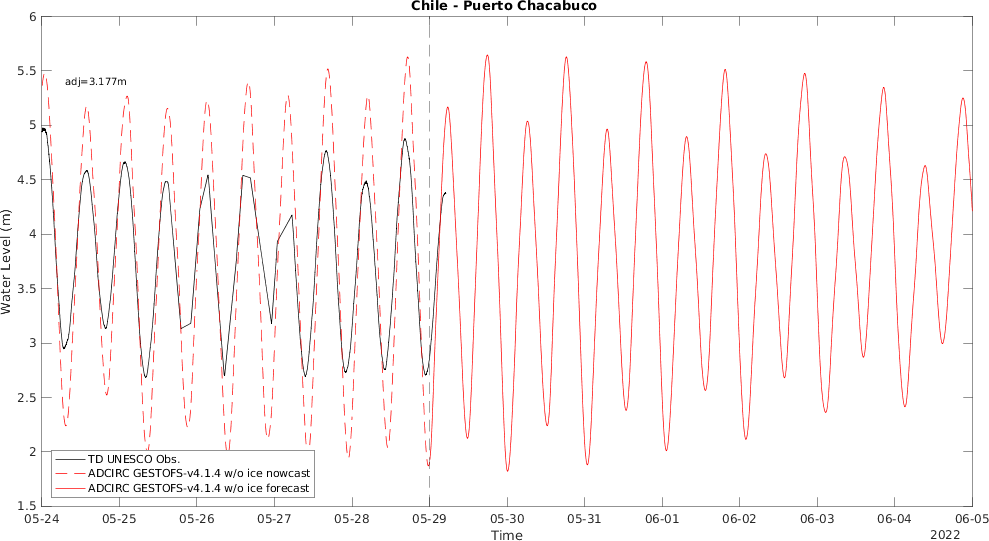 Chile - Puerto Chacabuco
6
5.5
5
4.5
4
3.5
3
2.5
2
1.5
Water Level (m)
adj=3.177m
TD UNESCO Obs.
ADCIRC GESTOFS-v4.1.4 w/o ice nowcast
ADCIRC GESTOFS-v4.1.4 w/o ice forecast
05-24 05-25 05-26 05-27 05-28 05-29 05-30 05-31 06-01 06-02 06-03 06-04 06-05
Time
2022